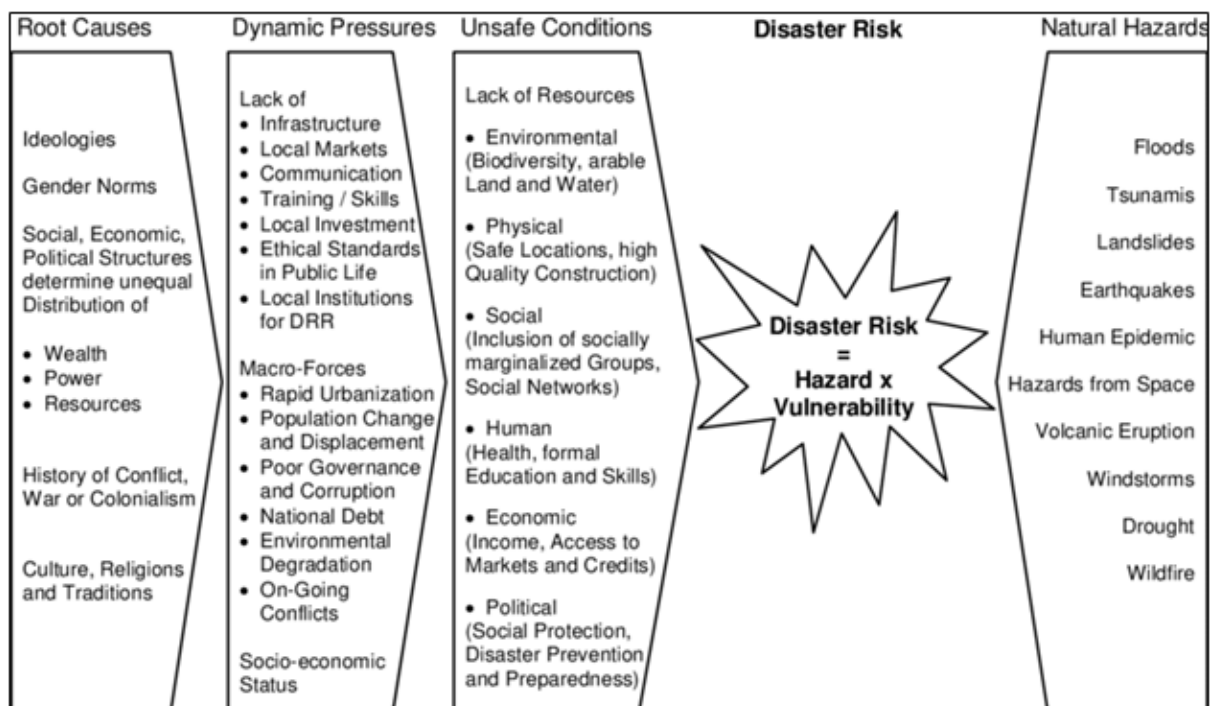 Root Causes
Ideologies
Gender Norms
Social, Economic,
Political Structures
determine unequal
Distribution of
• Wealth
• Power
• Resources
History of Conflict,
War or Colonialism
Culture, Religions
and Traditions
Dynamic Pressures
Lack of
• Infrastructure
• Local Markets
• Communication
• Training / Skills
• Local Investment
• Ethical Standards
in Public Life
• Local Institutions
for DRR
Macro-Forces
• Rapid Urbanization
• Population Change
and Displacement
• Poor Governance
and Corruption
• National Debt
• Environmental
Degradation
• On-Going
Conflicts
Socio-economic
Status
Unsafe Conditions
Lack of Resources
• Environmental
(Biodiversity, arable
Land and Water)
• Physical
(Safe Locations, high
Quality Construction)
• Social
(Inclusion of socially
marginalized Groups,
Social Networks)
• Human
(Health, formal
Education and Skills)
• Economic
(Income, Access to
Markets and Credits)
• Political
(Social Protection,
Disaster Prevention
and Preparedness)
Disaster Risk
Disaster Risk
=
Hazard x
Vulnerability
Natural Hazards
Floods
Tsunamis
Landslides
Earthquakes
Human Epidemic
Hazards from Space
Volcanic Eruption
Windstorms
Drought
Wildfire